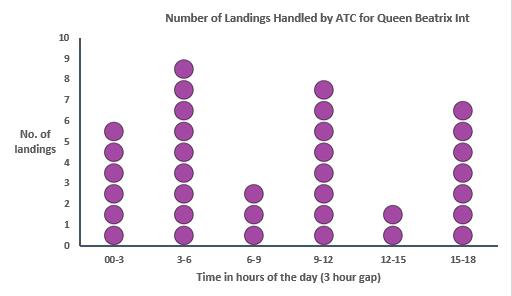 Number of Landings Handled by ATC for Queen Beatrix Int
10
9
8
7
6
5
4
3
2
1
0
No. of
landings
00-3 3-6 6-9 9-12 12-15 15-18
Time in hours of the day (3 hour gap)